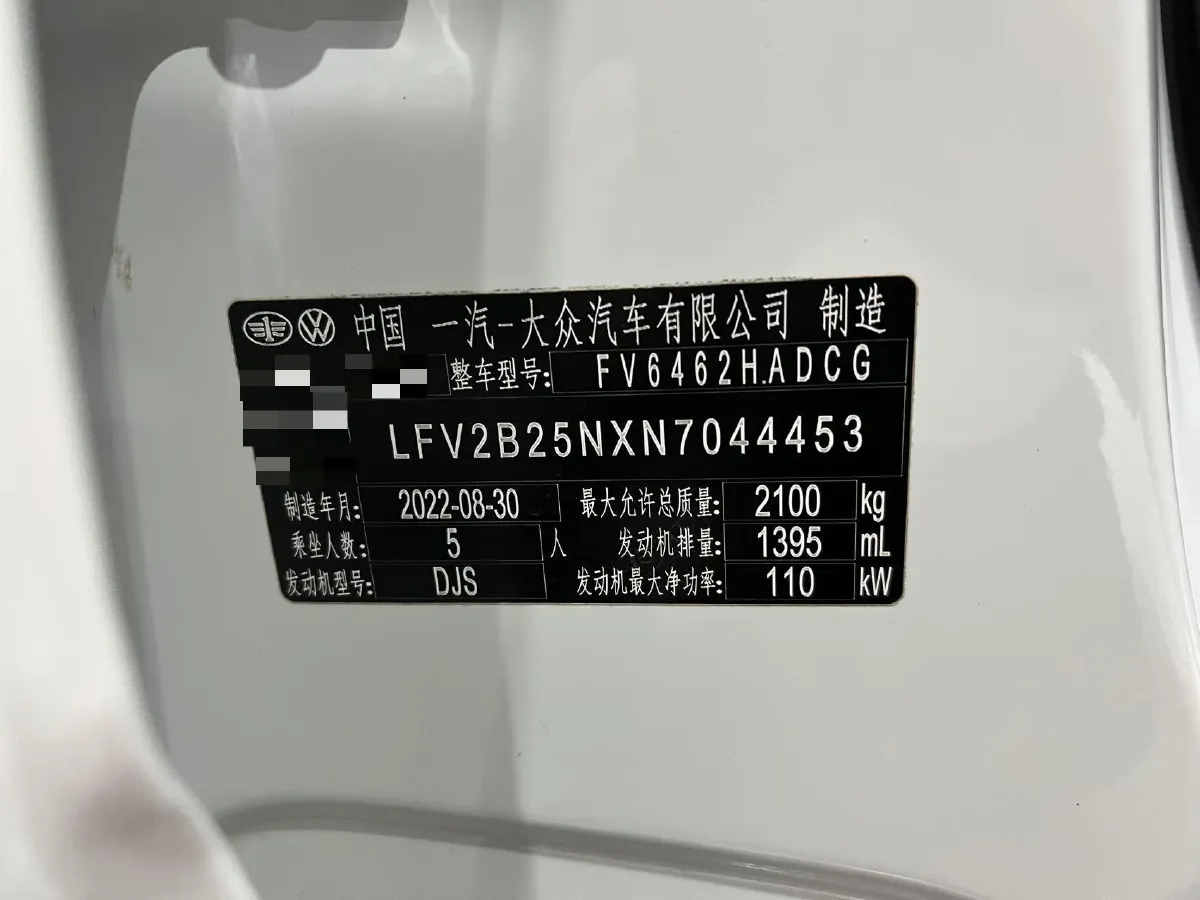 中国 一汽-大众汽车有限公司 制造
整车型号: FV6462HADCG
LFV2B25NXN7044453
制造年月: 2022-08-30 最大允许总质量: 2100 kg
乘坐人数: 5 人 发动机排量: 1395 mL
发动机型号: DJS 发动机最大净功率: 110 kW